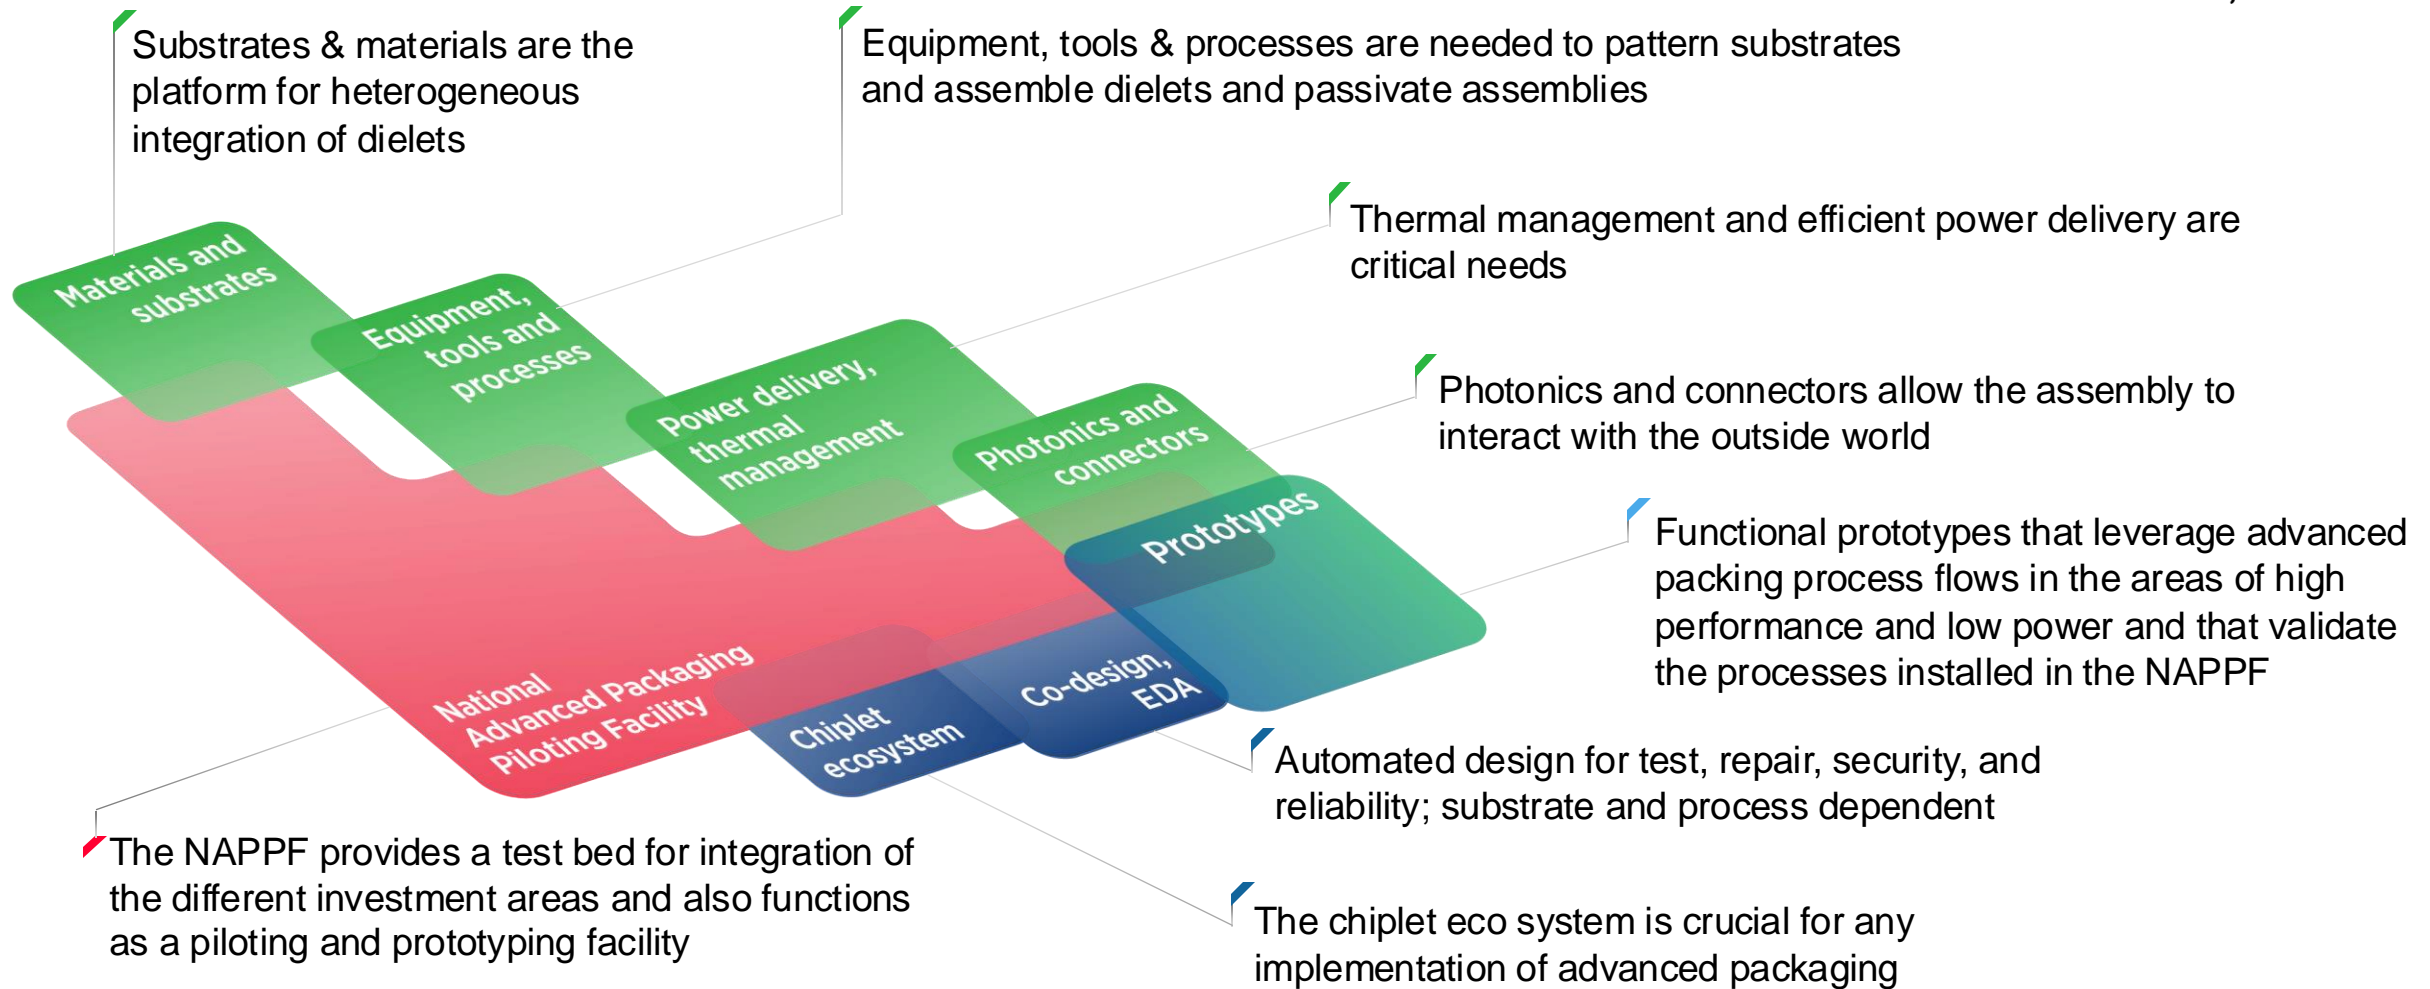 Substrates & materials are the
platform for heterogeneous
integration of dielets
Equipment, tools & processes are needed to pattern substrates
and assemble dielets and passivate assemblies
Thermal management and efficient power delivery are
critical needs
Photonics and connectors allow the assembly to
interact with the outside world
Functional prototypes that leverage advanced
packing process flows in the areas of high
performance and low power and that validate
the processes installed in the NAPPF
Automated design for test, repair, security, and
reliability; substrate and process dependent
The chiplet eco system is crucial for any
implementation of advanced packaging
The NAPPF provides a test bed for integration of
the different investment areas and also functions
as a piloting and prototyping facility
Materials and
substrates
Equipment,
tools and
processes
Power delivery,
thermal
management
Photonics and
connectors
Prototypes
National
Advanced Packaging
Piloting Facility
Chiplet
ecosystem
Co-design,
EDA